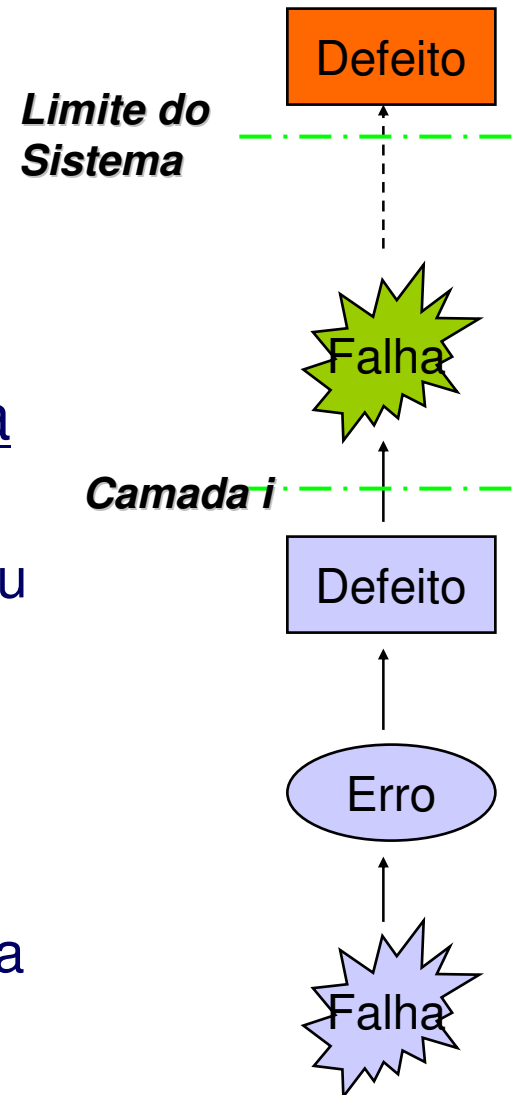 Defeito
Limite do
Sistema
Falha
a
Camada i
u
Defeito
Erro
a
Falha